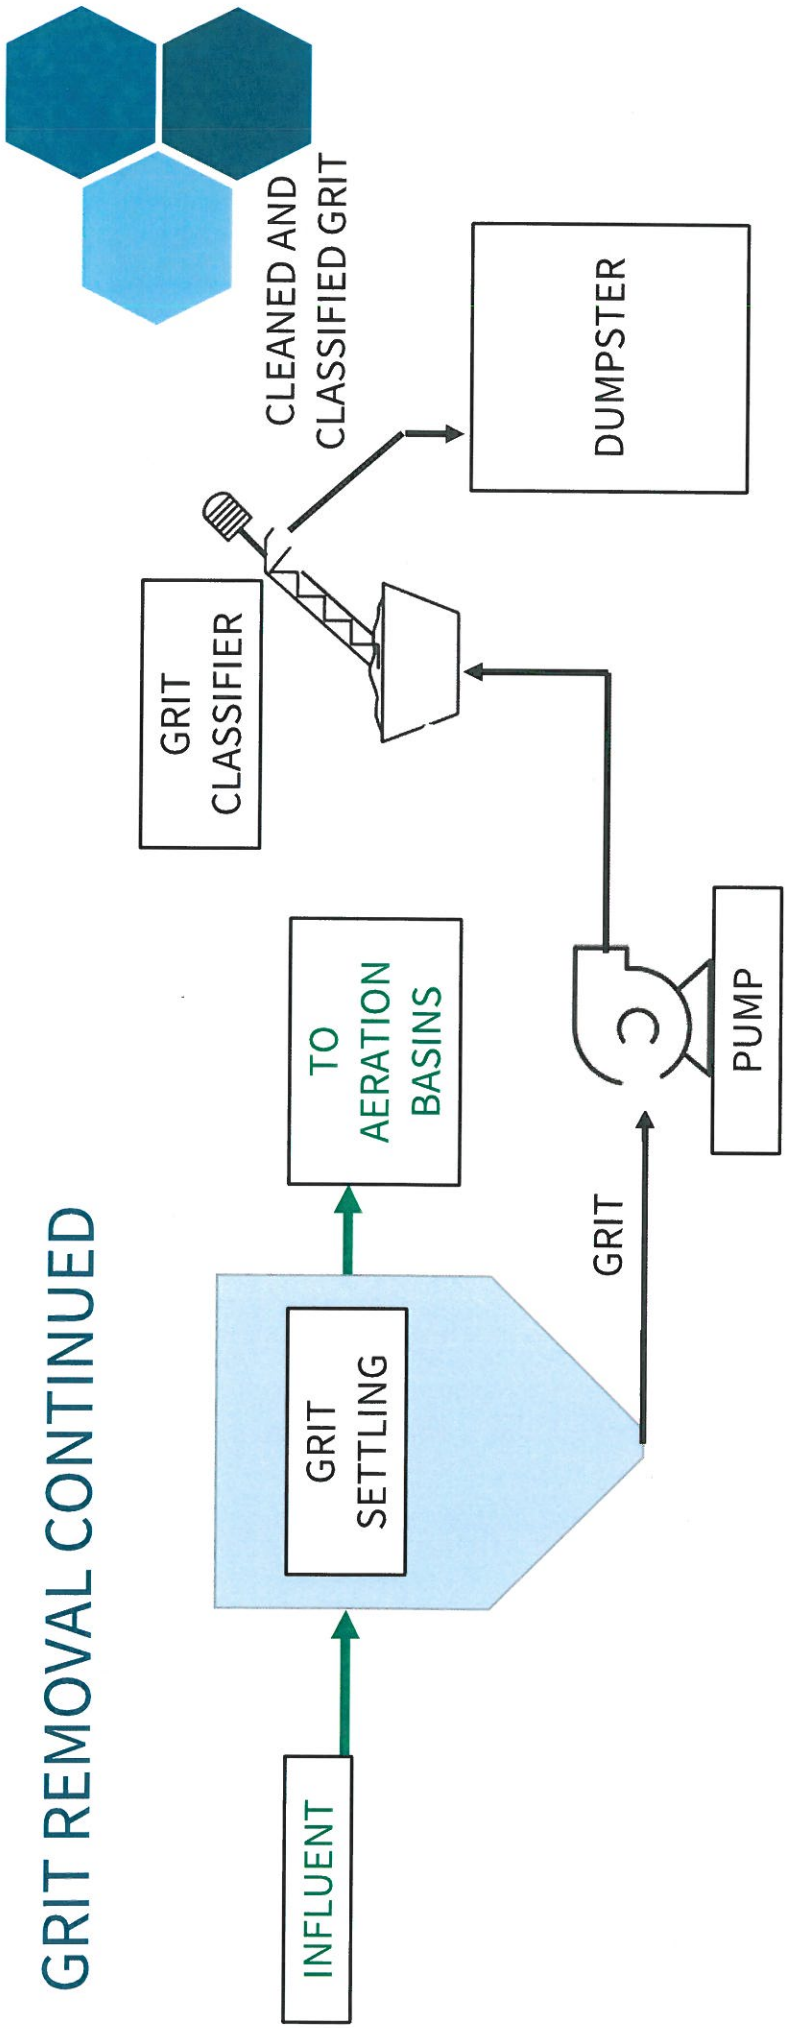 GRIT REMOVAL CONTINUED
INFLUENT
GRIT
SETTLING
TO
AERATION
BASINS
GRIT
PUMP
GRIT
CLASSIFIER
CLEANED AND
CLASSIFIED GRIT
DUMPSTER